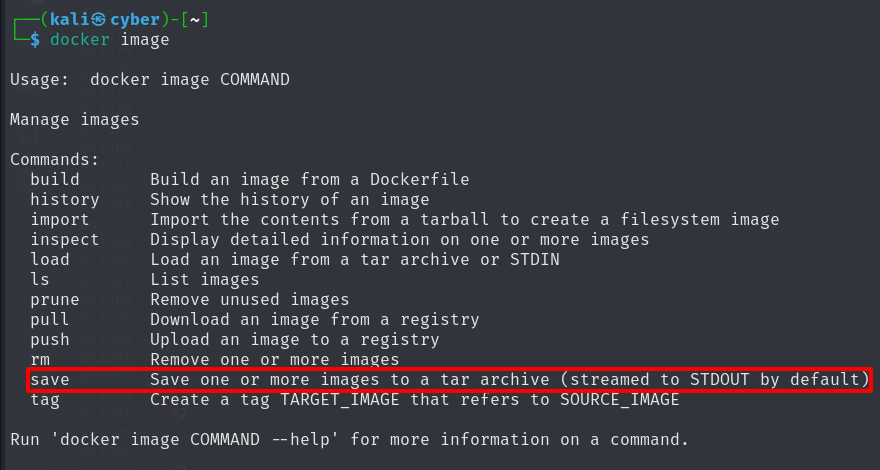 ┌──(kali㉿cyber)-[~]
└─$ docker image
Usage:  docker image COMMAND
Manage images
Commands:
  build       Build an image from a Dockerfile
  history     Show the history of an image
  import      Import the contents from a tarball to create a filesystem image
  inspect     Display detailed information on one or more images
  load        Load an image from a tar archive or STDIN
  ls          List images
  prune       Remove unused images
  pull        Download an image from a registry
  push        Upload an image to a registry
  rm          Remove one or more images
  save        Save one or more images to a tar archive (streamed to STDOUT by default)
  tag         Create a tag TARGET_IMAGE that refers to SOURCE_IMAGE
Run 'docker image COMMAND --help' for more information on a command.